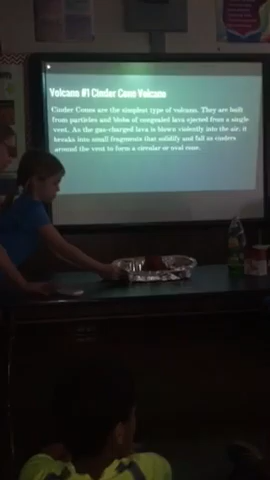 Volcano #1 Cinder Cone Volcano
Cinder Cones are the simplest type of volcano. They are built
from particles and blobs of congealed lava ejected from a single
vent. As the gas-charged lava is blown violently into the air, it
breaks into small fragments that solidify and fall as cinders
around the vent to form a circular or oval cone.